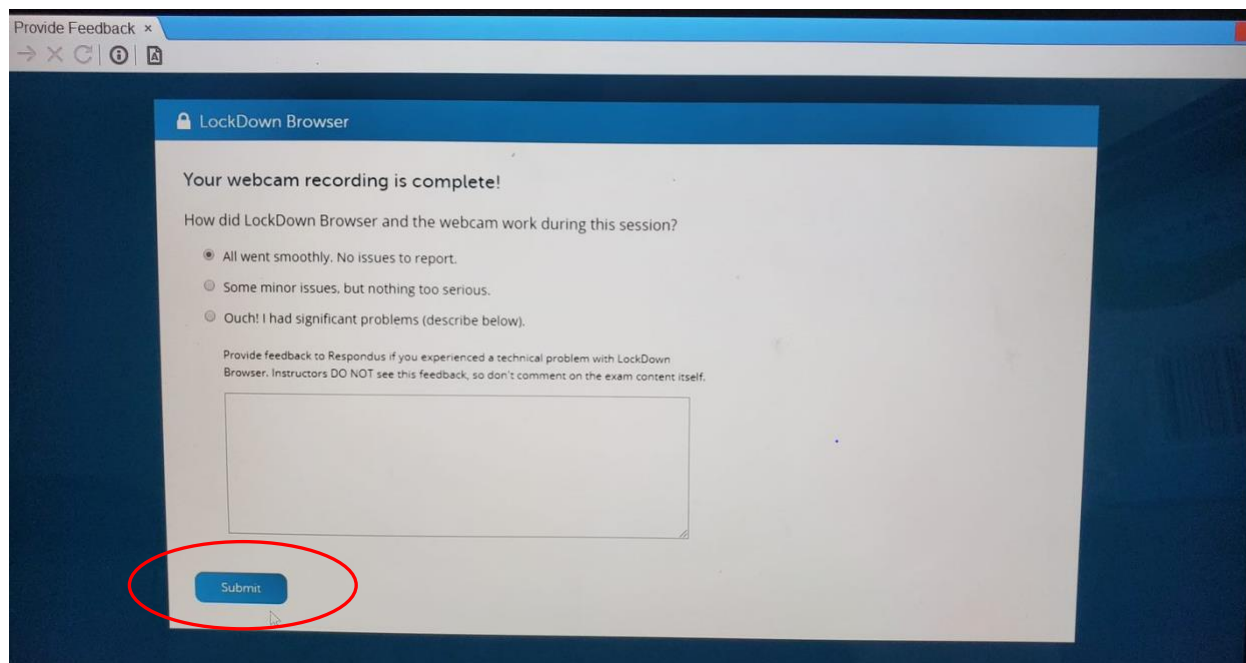 Provide Feedback ×
LockDown Browser
Your webcam recording is complete!
How did LockDown Browser and the webcam work during this session?
All went smoothly. No issues to report.
Some minor issues, but nothing too serious.
Ouch! I had significant problems (describe below).
Provide feedback to Respondus if you experienced a technical problem with LockDown
Browser. Instructors DO NOT see this feedback, so don't comment on the exam content itself.
Submit